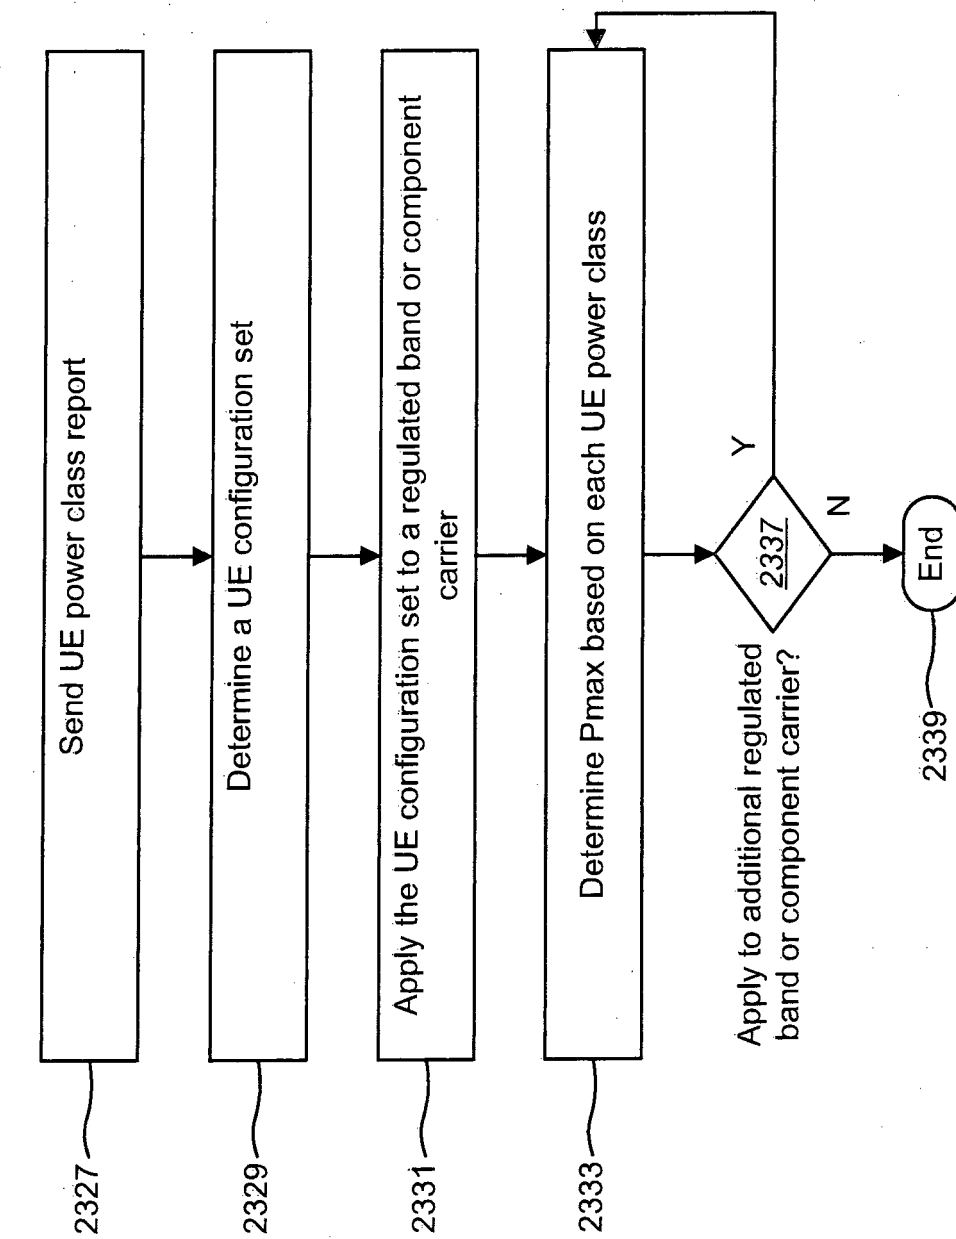 2327
Send UE power class report
2329
Determine a UE configuration set
2331
Apply the UE configuration set to a regulated band or component
carrier
2333
Determine Pmax based on each UE power class
Apply to additional regulated
band or component carrier?
2337
Y
N
2339
End